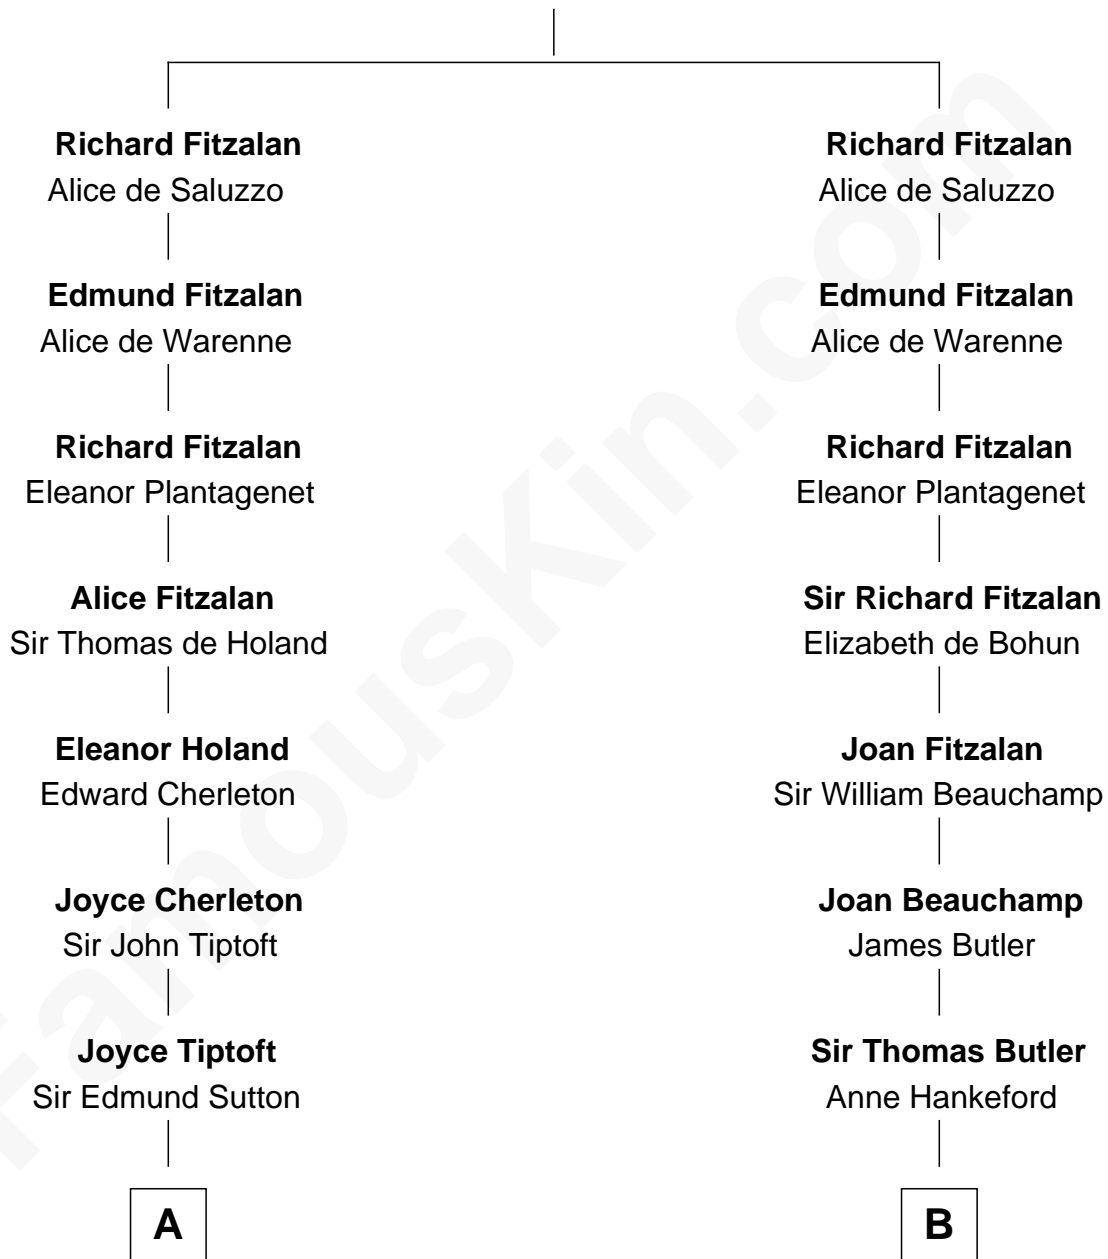 Richard Fitzalan
Alice de Saluzzo
Edmund Fitzalan
Alice de Warenne
Richard Fitzalan
Eleanor Plantagenet
Alice Fitzalan
Sir Thomas de Holand
Eleanor Holand
Edward Cherleton
Joyce Cherleton
Sir John Tiptoft
Joyce Tiptoft
Sir Edmund Sutton
A
Richard Fitzalan
Alice de Saluzzo
Edmund Fitzalan
Alice de Warenne
Richard Fitzalan
Eleanor Plantagenet
Sir Richard Fitzalan
Elizabeth de Bohun
Joan Fitzalan
Sir William Beauchamp
Joan Beauchamp
James Butler
Sir Thomas Butler
Anne Hankeford
B
FamousKin.com